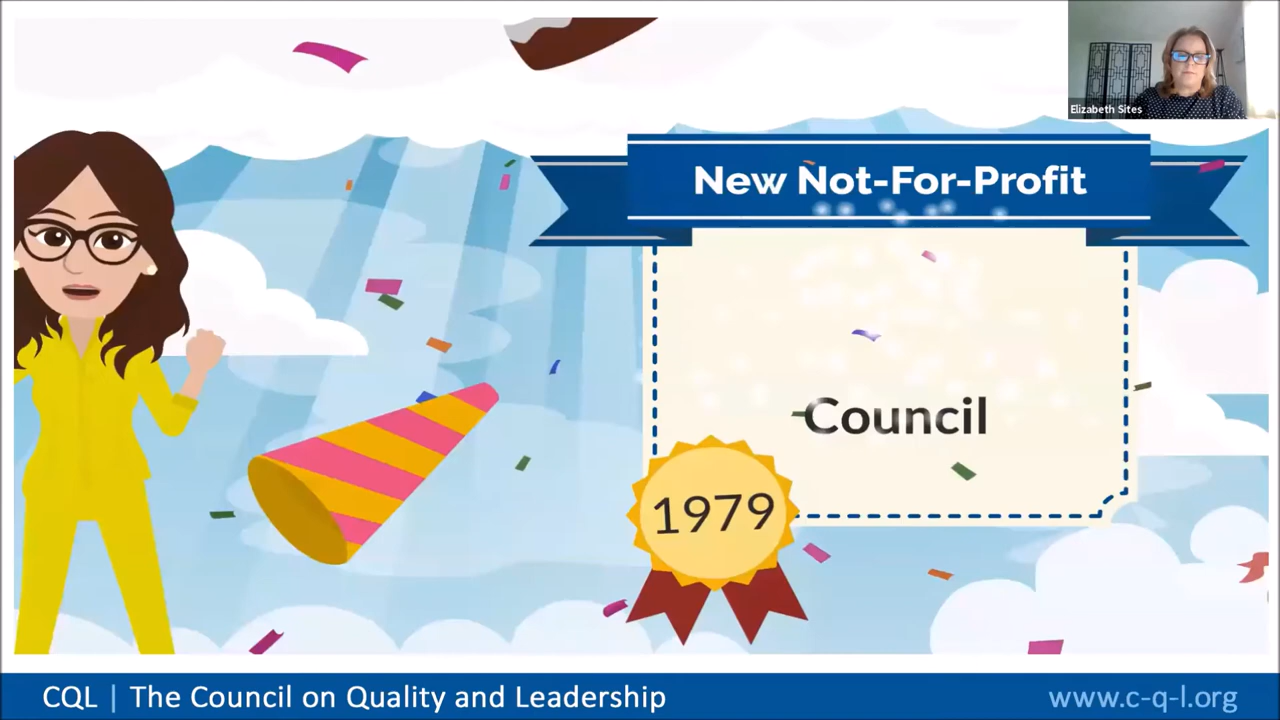 Elizabeth Sites
New Not-For-Profit
Council
1979
CQL | The Council on Quality and Leadership
www.c-q-l.org